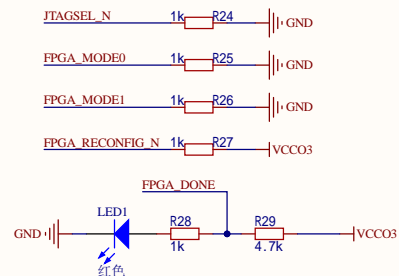 JTAGSEL_N 1k R24 GND
FPGA_MODE0 1k R25 GND
FPGA_MODE1 1k R26 GND
FPGA_RECONFIG_N 1k R27 VCCO3
FPGA_DONE
LED1 R28 R29
GND VCCO3
1k 4.7k
红色